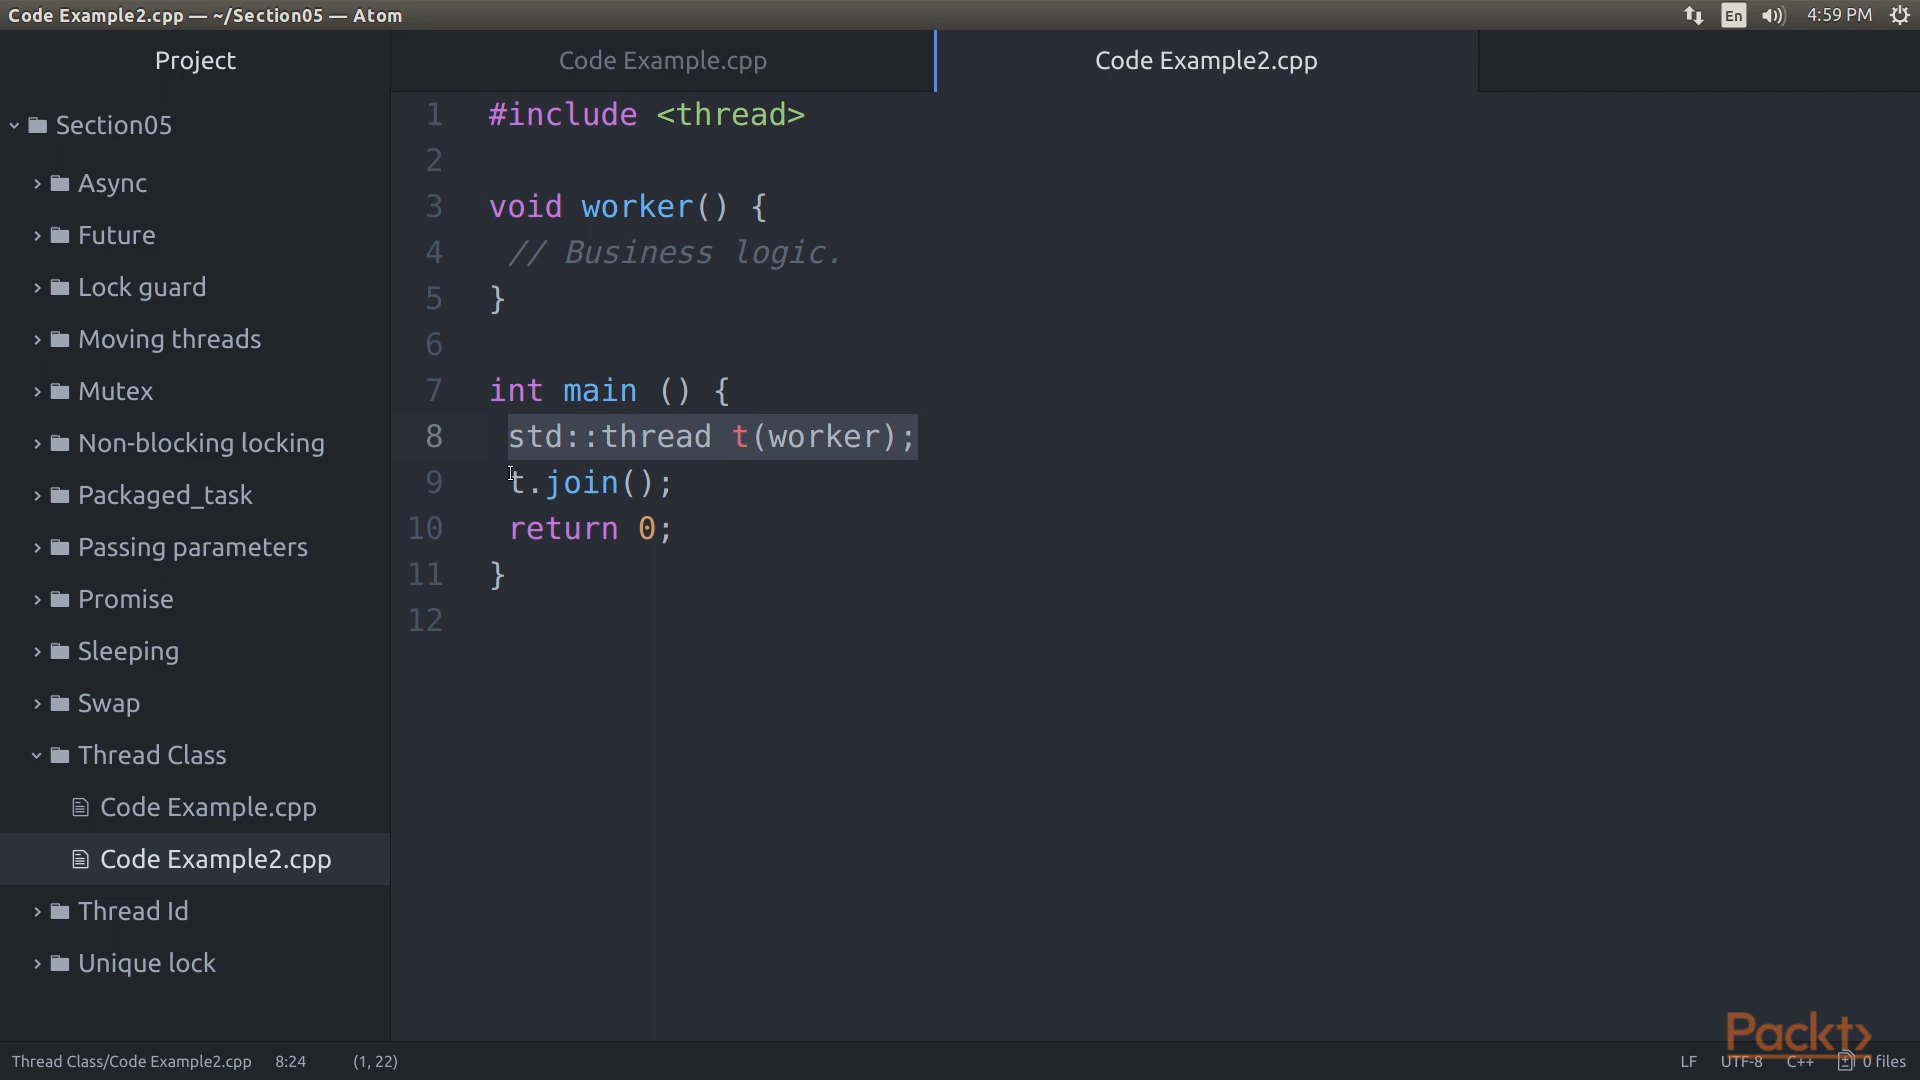 Code Example2.cpp — ~/Section05 — Atom
En
4:59 PM
Project
Section05
Async
Future
Lock guard
Moving threads
Mutex
Non-blocking locking
Packaged_task
Passing parameters
Promise
Sleeping
Swap
Thread Class
Code Example.cpp
Code Example2.cpp
Thread Id
Unique lock
Code Example.cpp
Code Example2.cpp
1 #include <thread>
2
3 void worker() {
4 // Business logic.
5 }
6
7 int main () {
8 std::thread t(worker);
9 t.join();
10 return 0;
11 }
12
Packt>
Thread Class/Code Example2.cpp 8:24 (1, 22)
LF UTF-8 C++ 0 files